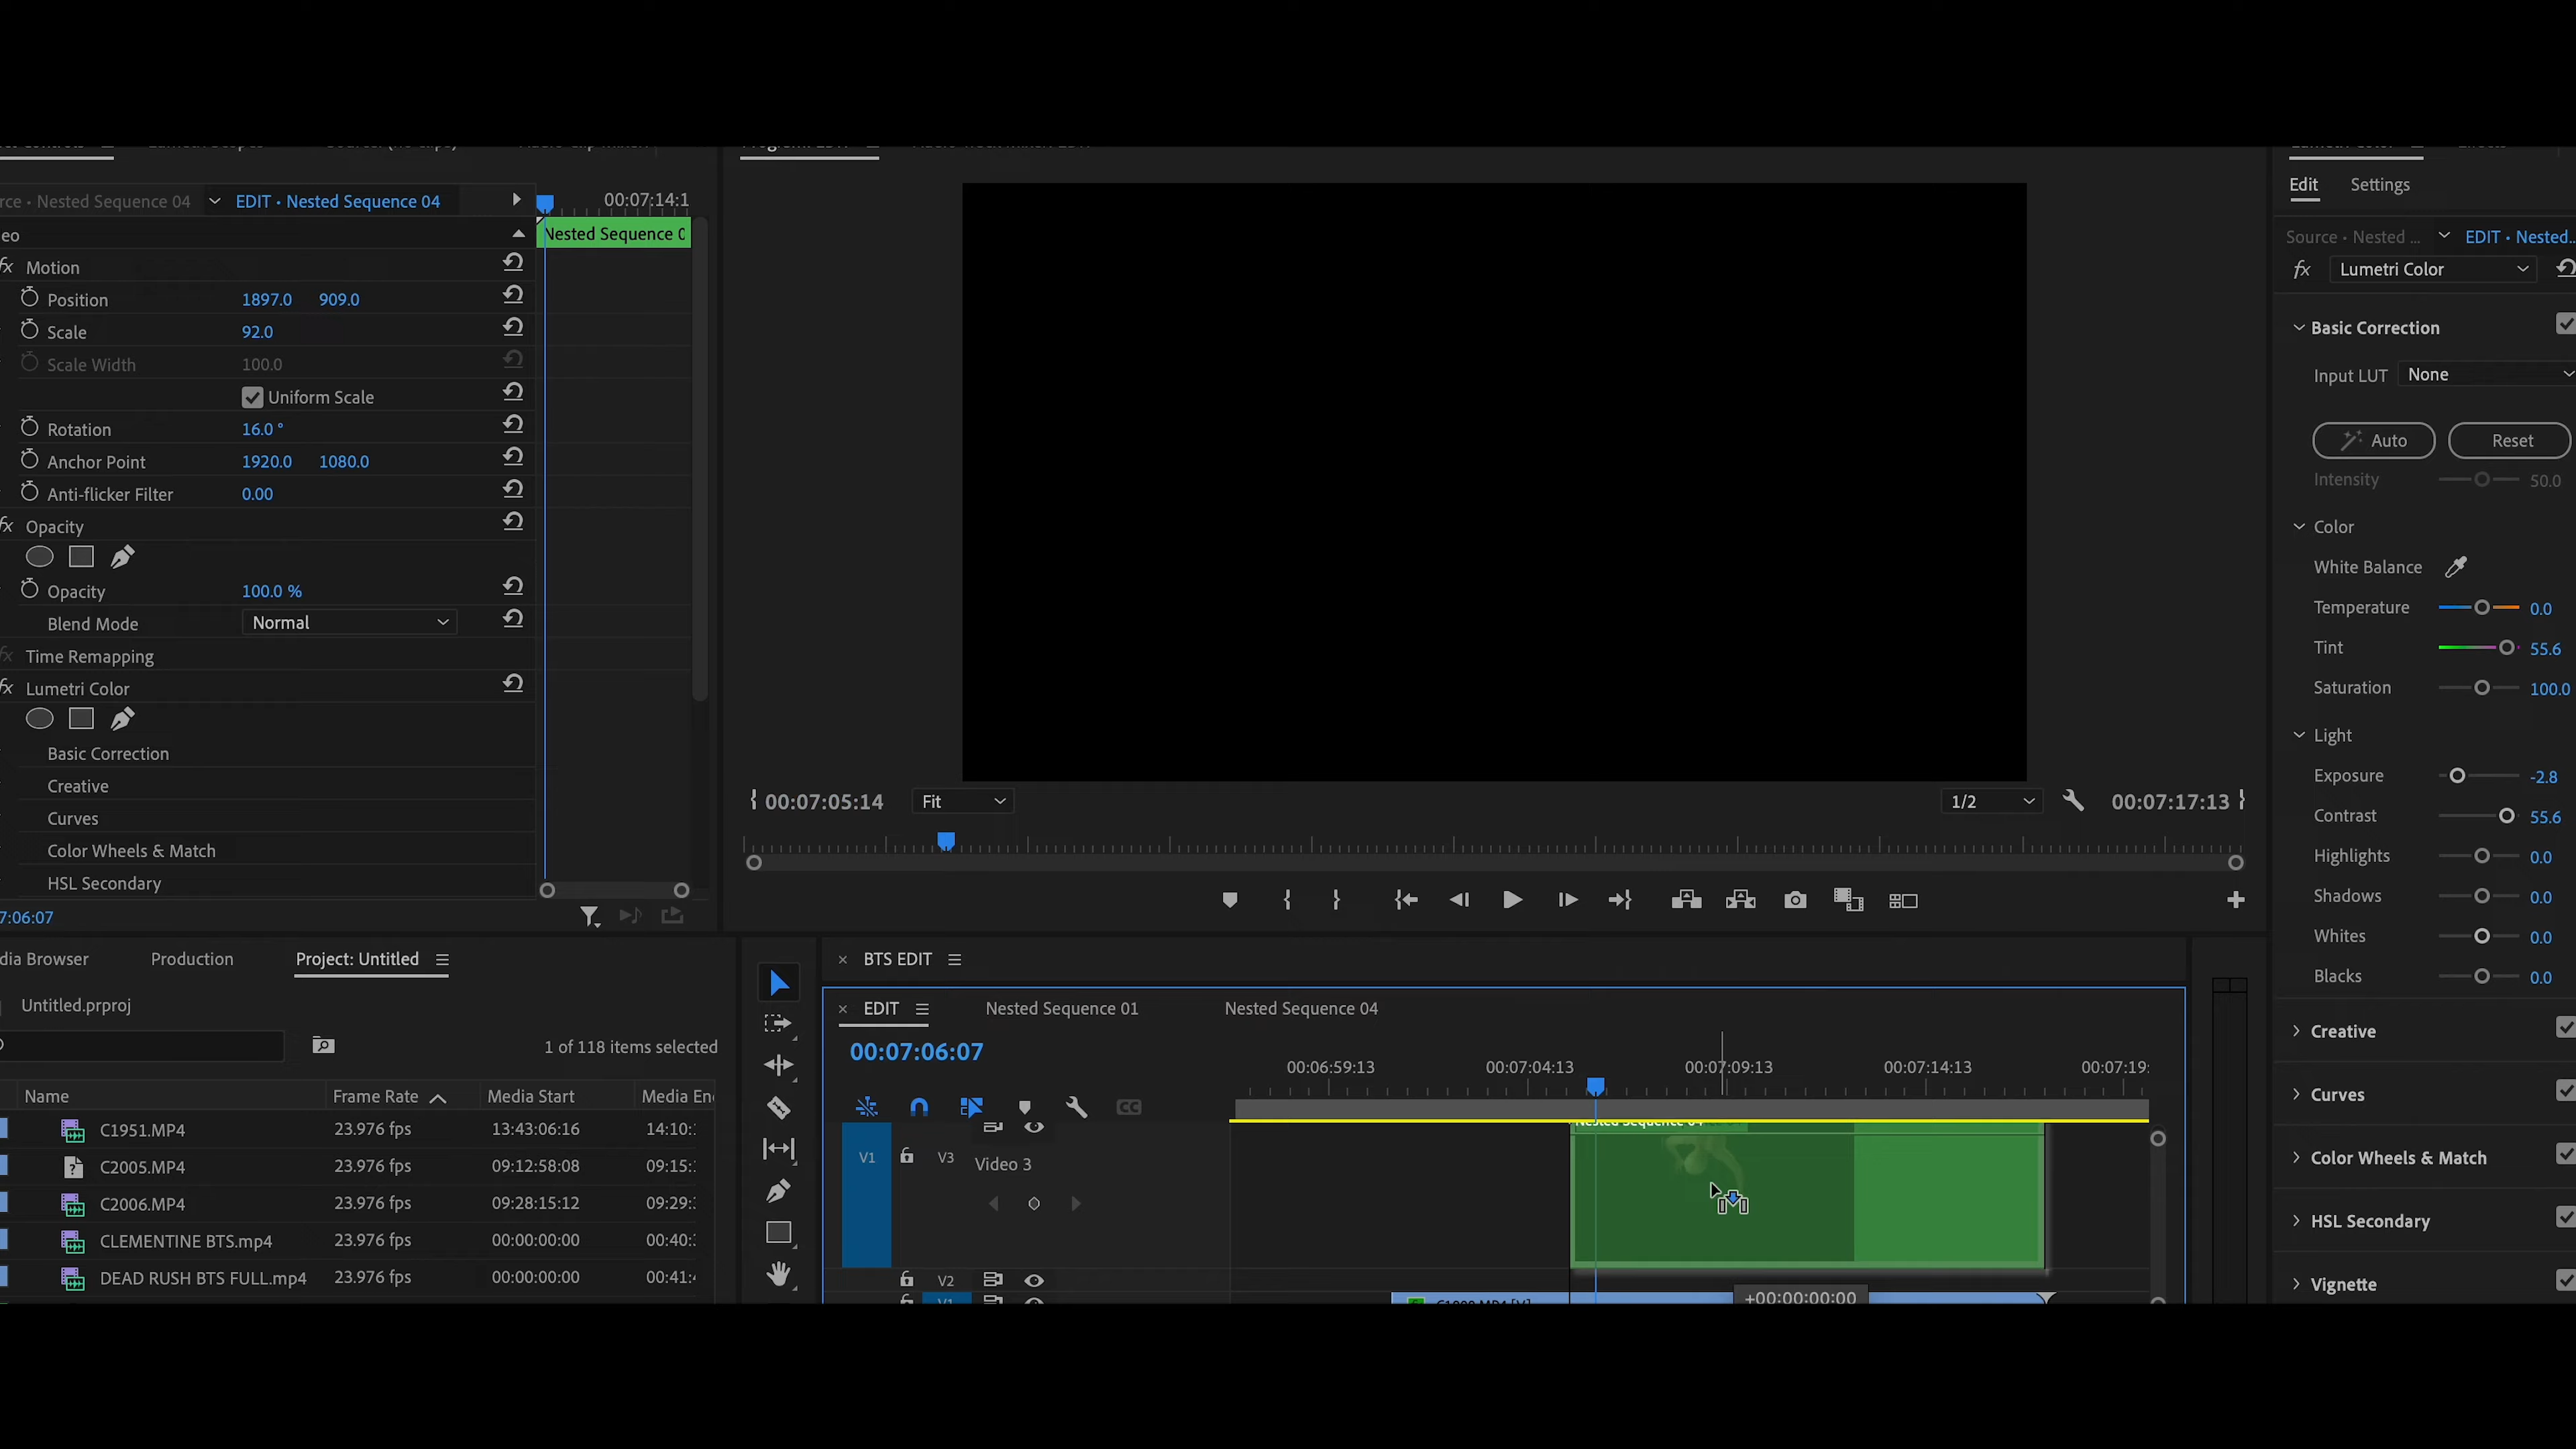 rce • Nested Sequence 04 EDIT • Nested Sequence 04 00:07:14:1
eo Nested Sequence 0
fx Motion
Position 1897.0 909.0
Scale 92.0
Scale Width 100.0
Uniform Scale
Rotation 16.0 °
Anchor Point 1920.0 1080.0
Anti-flicker Filter 0.00
fx Opacity
Opacity 100.0 %
Blend Mode Normal
fx Time Remapping
fx Lumetri Color
Basic Correction
Creative
Curves
Color Wheels & Match
HSL Secondary
7:06:07
00:07:05:14 Fit 1/2 00:07:17:13
Edit Settings
Source • Nested ... EDIT • Nested...
fx Lumetri Color
Basic Correction
Input LUT None
Auto Reset
Intensity 50.0
Color
White Balance
Temperature 0.0
Tint 55.6
Saturation 100.0
Light
Exposure -2.8
Contrast 55.6
Highlights 0.0
Shadows 0.0
Whites 0.0
Blacks 0.0
Creative
Curves
Color Wheels & Match
HSL Secondary
Vignette
dia Browser Production Project: Untitled
Untitled.prproj
1 of 118 items selected
Name Frame Rate Media Start Media En
C1951.MP4 23.976 fps 13:43:06:16 14:10:
C2005.MP4 23.976 fps 09:12:58:08 09:15:
C2006.MP4 23.976 fps 09:28:15:12 09:29:
CLEMENTINE BTS.mp4 23.976 fps 00:00:00:00 00:40:
DEAD RUSH BTS FULL.mp4 23.976 fps 00:00:00:00 00:41:
BTS EDIT
EDIT Nested Sequence 01 Nested Sequence 04
00:07:06:07
00:06:59:13 00:07:04:13 00:07:09:13 00:07:14:13 00:07:19:
CC
Nested Sequence 04
V1 V3 Video 3
V2
V1
+00:00:00:00